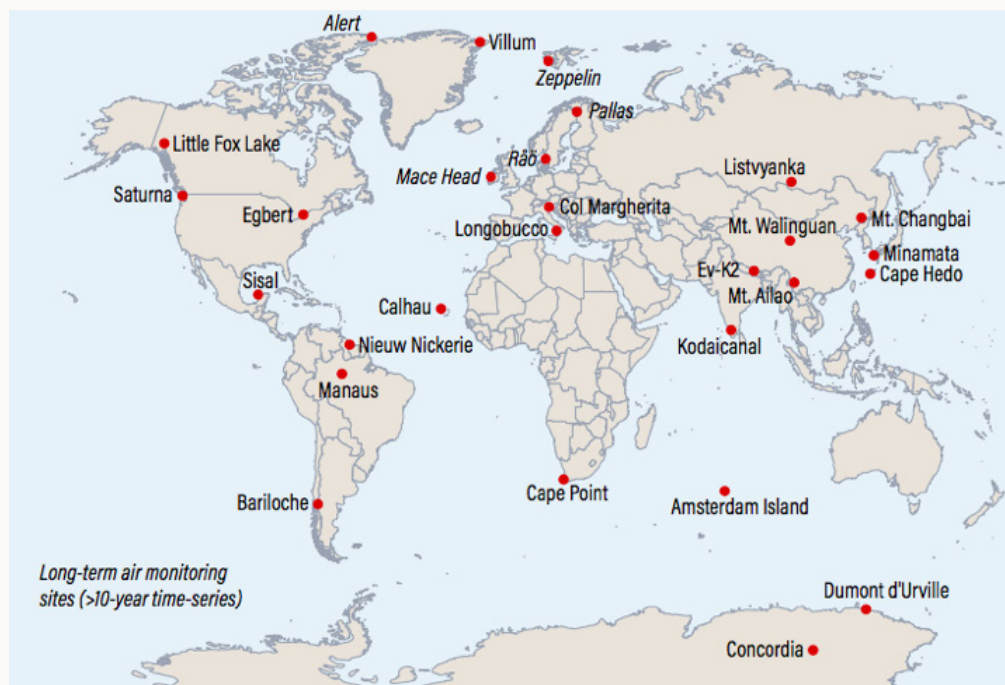 Alert
Villum
Zeppelin
Pallas
Little Fox Lake
Råö
Mace Head
Listvyanka
Saturna
Egbert
Col Margherita
Mt. Changbai
Mt. Walinguan
Longobucco
Minamata
Ev-K2
Cape Hedo
Sisal
Mt. Ailao
Calhau
Nieuw Nickerie
Kodaicanal
Manaus
Cape Point
Bariloche
Amsterdam Island
Long-term air monitoring
sites (>10-year time-series)
Dumont d'Urville
Concordia